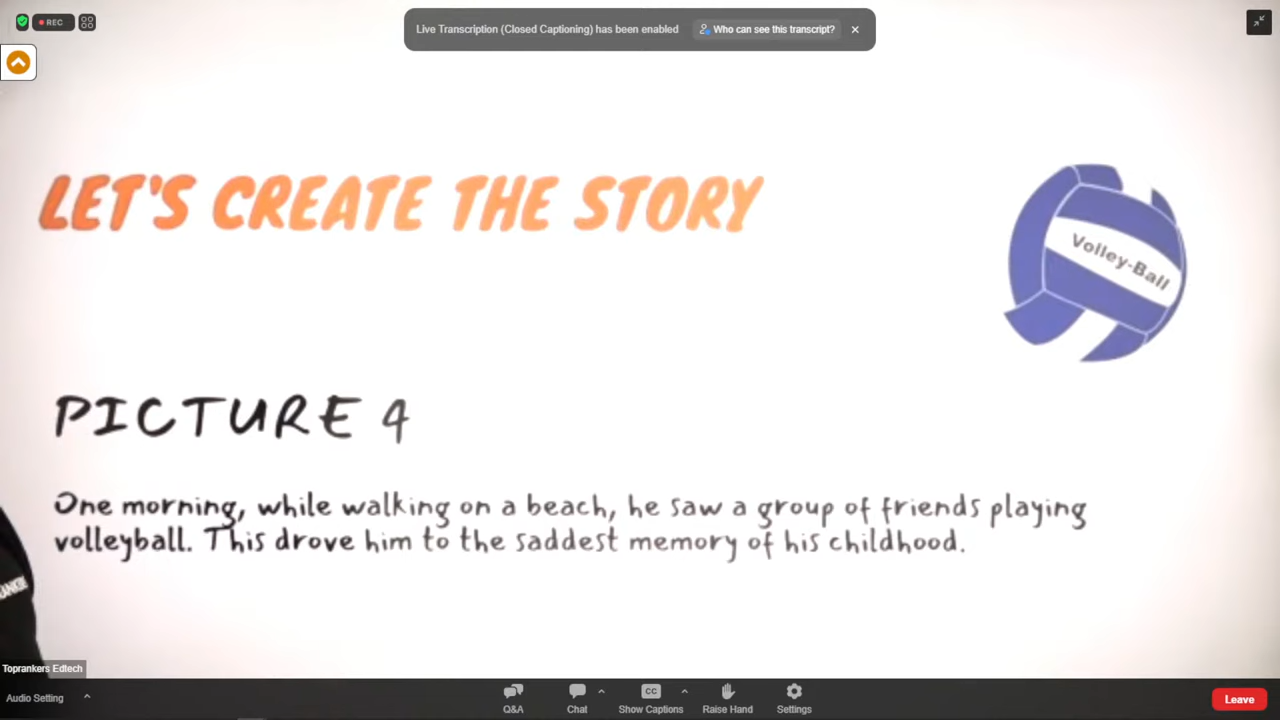 REC
Live Transcription (Closed Captioning) has been enabled
Who can see this transcript?
LET'S CREATE THE STORY
Volley-Ball
PICTURE 4
One morning, while walking on a beach, he saw a group of friends playing
volleyball. This drove him to the saddest memory of his childhood.
Toprankers Edtech
Audio Setting
Q&A
Chat
CC
Show Captions
Raise Hand
Settings
Leave